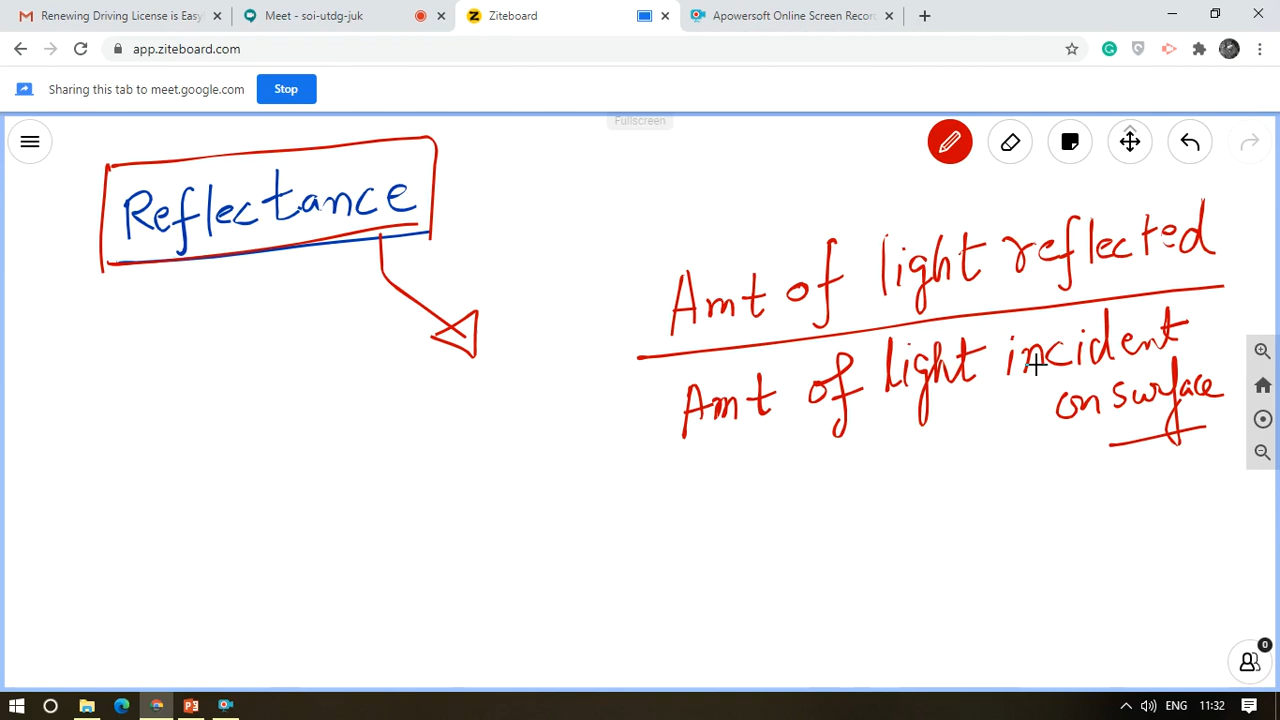 Renewing Driving License is Easy
Meet - soi-utdg-juk
Ziteboard
Apowersoft Online Screen Recor
app.ziteboard.com
Sharing this tab to meet.google.com
Stop
Fullscreen
Reflectance
Amt of light reflected
Amt of light incident
on surface
0
ENG
11:32